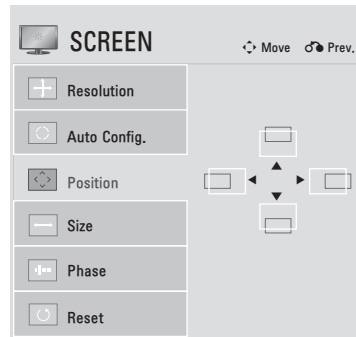 SCREEN
Move Prev.
Resolution
Auto Config.
Position
Size
Phase
Reset